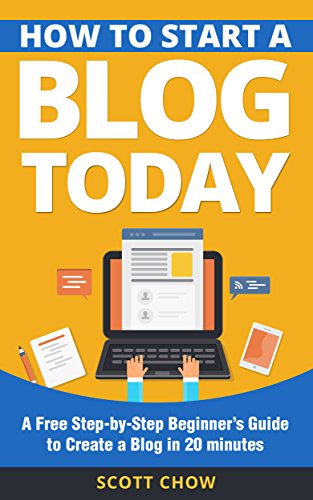 HOW TO START A
BLOG
TODAY
A Free Step-by-Step Beginner's Guide
to Create a Blog in 20 minutes
SCOTT CHOW